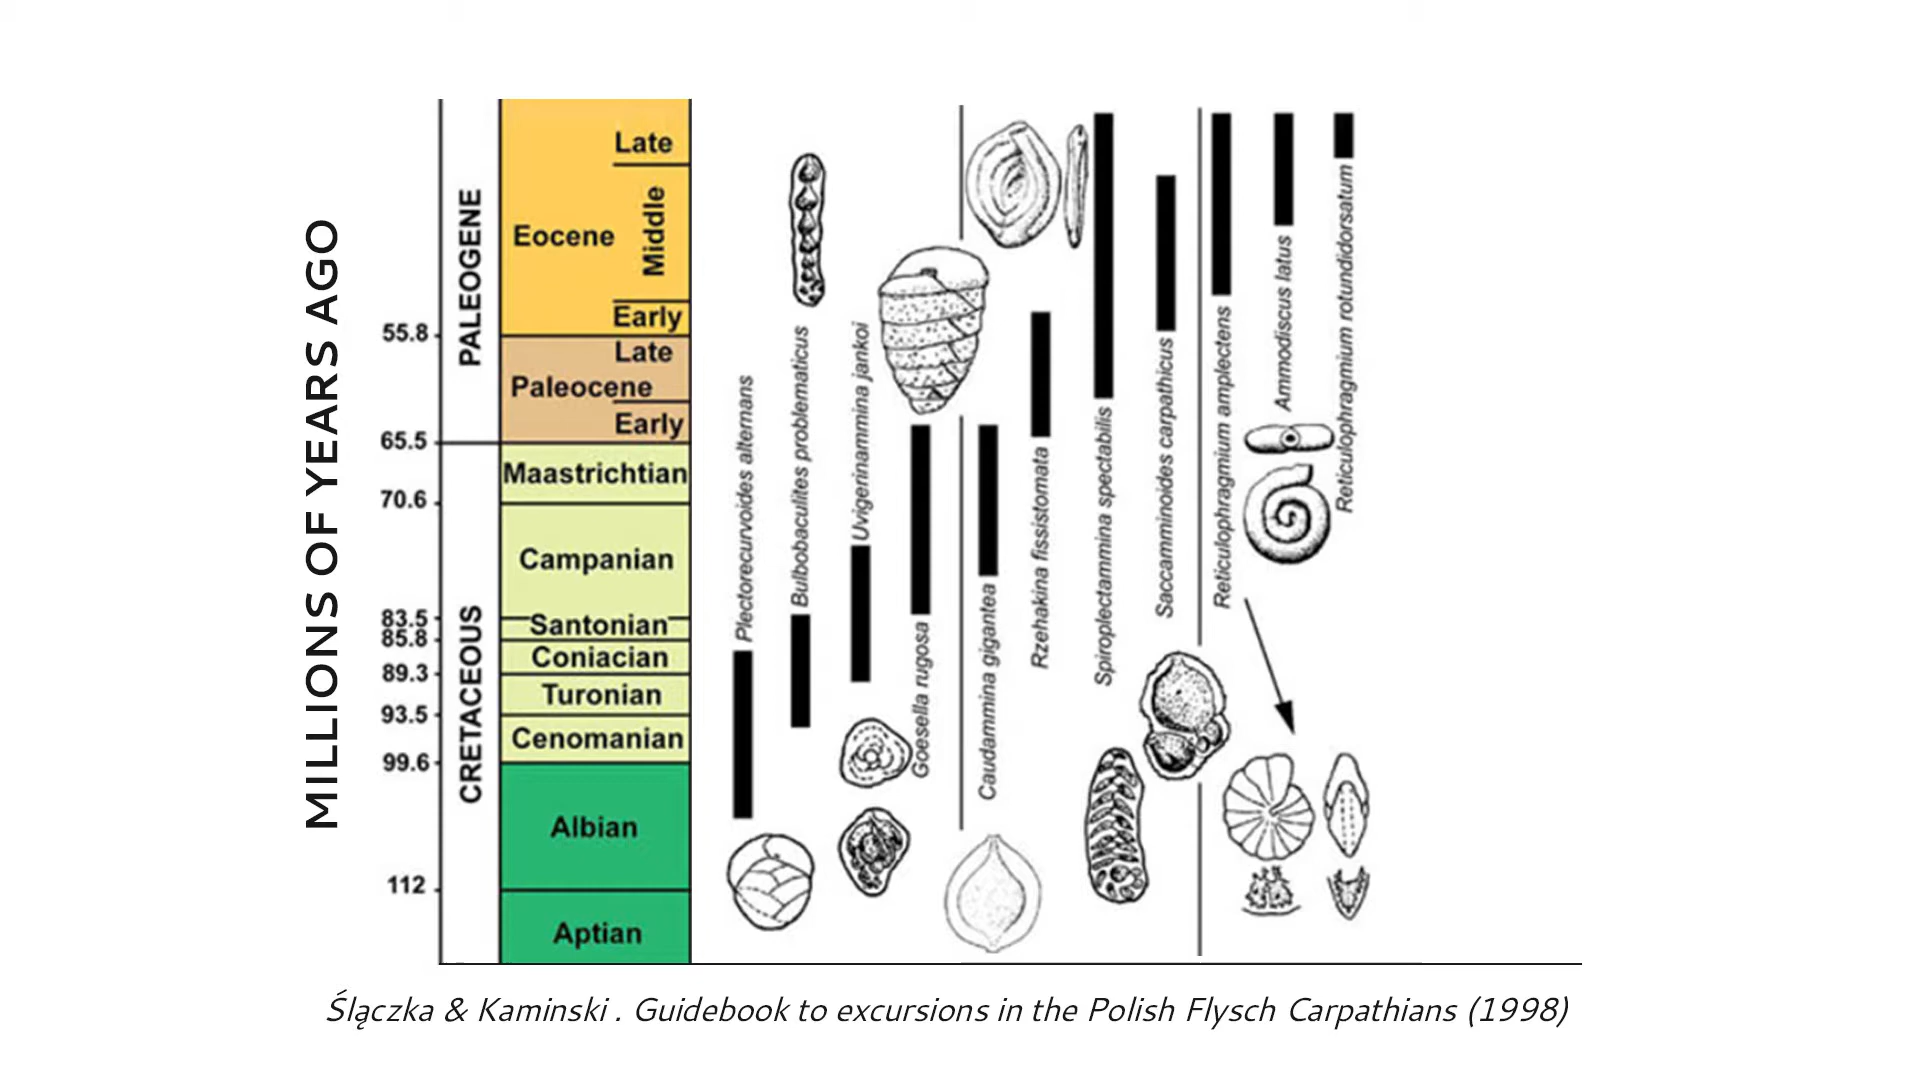 MILLIONS OF YEARS AGO
PALEOGENE
CRETACEOUS
55.8
65.5
70.6
83.5
85.8
89.3
93.5
99.6
112
Late
Eocene
Middle
Early
Late
Paleocene
Early
Maastrichtian
Campanian
Santonian
Coniacian
Turonian
Cenomanian
Albian
Aptian
Plectorecurvoides alternans
Bulbobaculites problematicus
Uvigerinammina jankoi
Goesella rugosa
Caudammina gigantea
Rzehakina fissistomata
Spiroplectammina spectabilis
Saccamminoides carpathicus
Reticulophragmium amplectens
Ammodiscus latus
Reticulophragmium rotundidorsatum
Ślączka & Kaminski . Guidebook to excursions in the Polish Flysch Carpathians (1998)